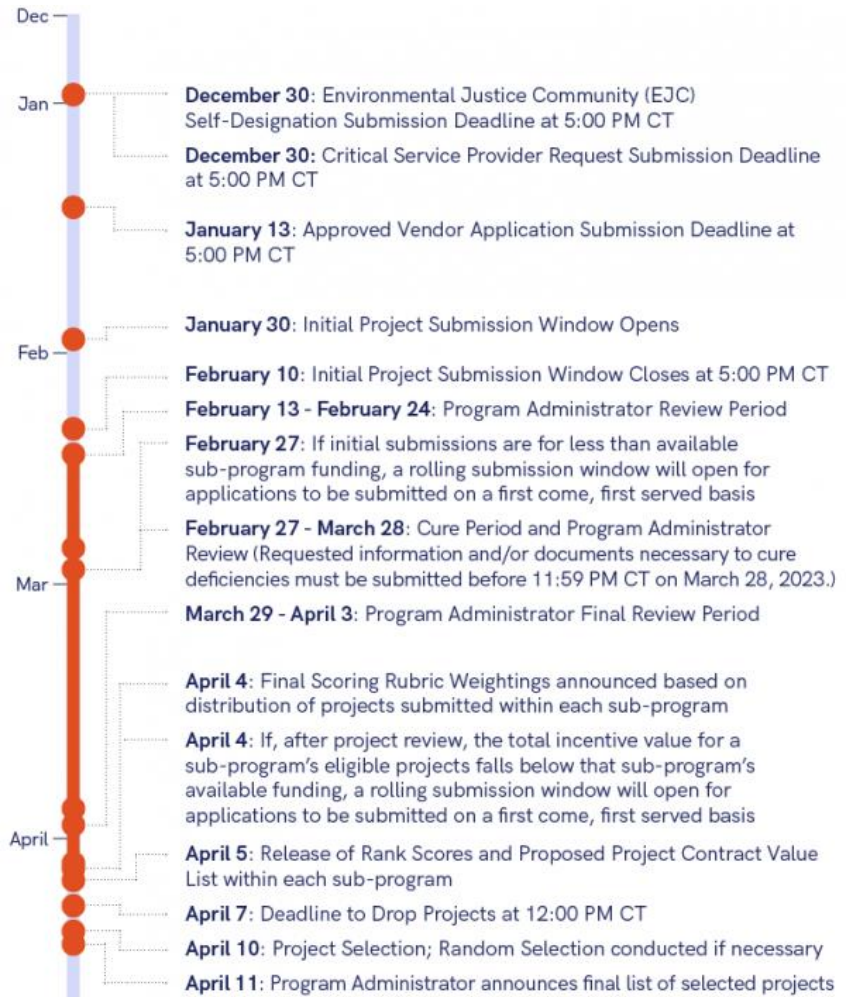 Dec
December 30: Environmental Justice Community (EJC)
Self-Designation Submission Deadline at 5:00 PM CT
Jan
December 30: Critical Service Provider Request Submission Deadline
at 5:00 PM CT
January 13: Approved Vendor Application Submission Deadline at
5:00 PM CT
January 30: Initial Project Submission Window Opens
Feb
February 10: Initial Project Submission Window Closes at 5:00 PM CT
February 13 - February 24: Program Administrator Review Period
February 27: If initial submissions are for less than available
sub-program funding, a rolling submission window will open for
applications to be submitted on a first come, first served basis
February 27 - March 28: Cure Period and Program Administrator
Review (Requested information and/or documents necessary to cure
deficiencies must be submitted before 11:59 PM CT on March 28, 2023.)
Mar
March 29 - April 3: Program Administrator Final Review Period
April 4: Final Scoring Rubric Weightings announced based on
distribution of projects submitted within each sub-program
April 4: If, after project review, the total incentive value for a
sub-program's eligible projects falls below that sub-program's
available funding, a rolling submission window will open for
applications to be submitted on a first come, first served basis
April
April 5: Release of Rank Scores and Proposed Project Contract Value
List within each sub-program
April 7: Deadline to Drop Projects at 12:00 PM CT
April 10: Project Selection; Random Selection conducted if necessary
April 11: Program Administrator announces final list of selected projects